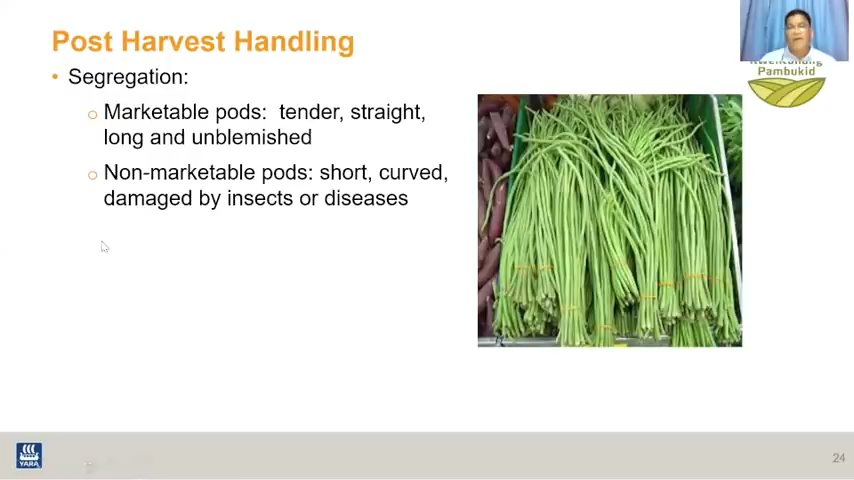 Post Harvest Handling
• Segregation:
○ Marketable pods: tender, straight,
long and unblemished
○ Non-marketable pods: short, curved,
damaged by insects or diseases
Pambukid
YARA
24